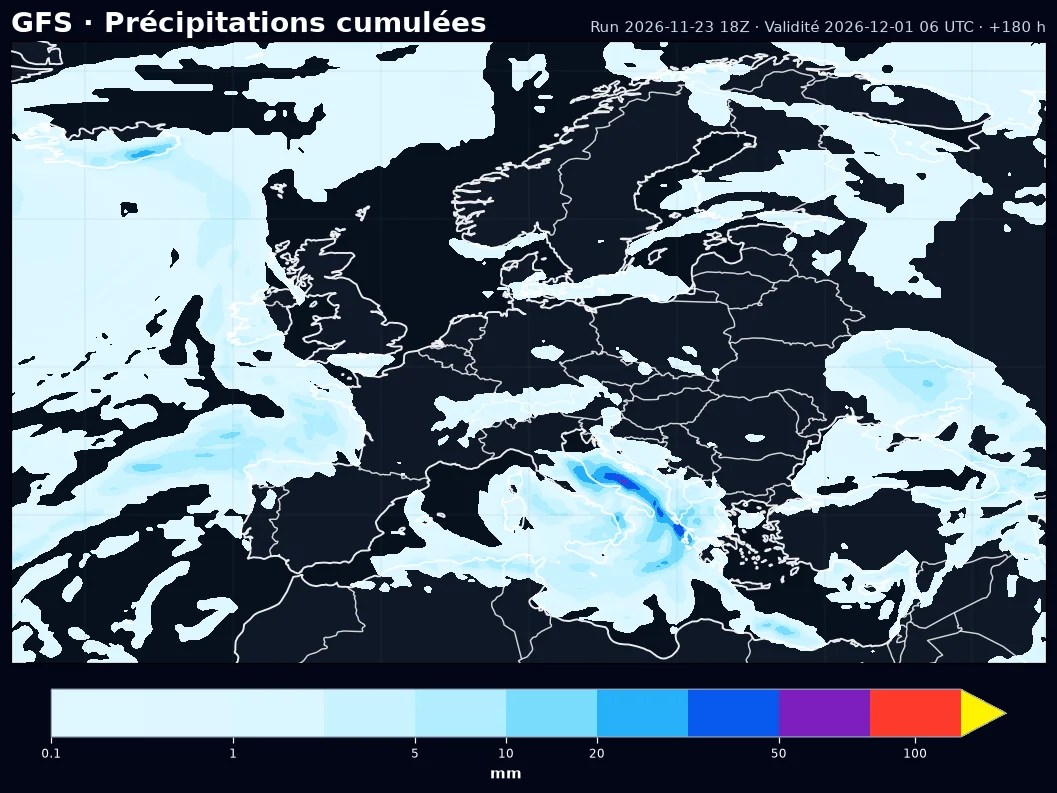 GFS · Précipitations cumulées
Run 2026-11-23 18Z · Validité 2026-12-01 06 UTC · +180 h
0.1 1 5 10 20 50 100
mm